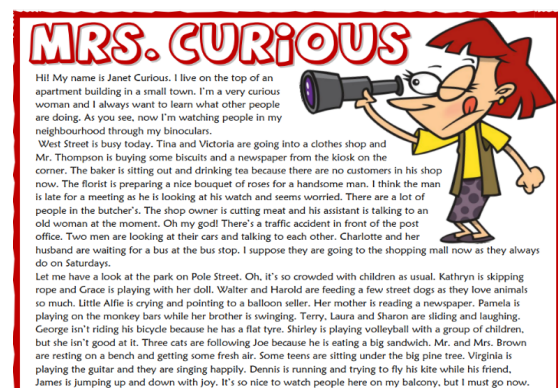 MRS. CURIOUS
Hi! My name is Janet Curious. I live on the top of an
apartment building in a small town. I'm a very curious
woman and I always want to learn what other people
are doing. As you see, now I'm watching people in my
neighbourhood through my binoculars.
West Street is busy today. Tina and Victoria are going into a clothes shop and
Mr. Thompson is buying some biscuits and a newspaper from the kiosk on the
corner. The baker is sitting out and drinking tea because there are no customers in his shop
now. The florist is preparing a nice bouquet of roses for a handsome man. I think the man
is late for a meeting as he is looking at his watch and seems worried. There are a lot of
people in the butcher's. The shop owner is cutting meat and his assistant is talking to an
old woman at the moment. Oh my god! There's a traffic accident in front of the post
office. Two men are looking at their cars and talking to each other. Charlotte and her
husband are waiting for a bus at the bus stop. I suppose they are going to the shopping mall now as they always
do on Saturdays.
Let me have a look at the park on Pole Street. Oh, it's so crowded with children as usual. Kathryn is skipping
rope and Grace is playing with her doll. Walter and Harold are feeding a few street dogs as they love animals
so much. Little Alfie is crying and pointing to a balloon seller. Her mother is reading a newspaper. Pamela is
playing on the monkey bars while her brother is swinging. Terry, Laura and Sharon are sliding and laughing.
George isn't riding his bicycle because he has a flat tyre. Shirley is playing volleyball with a group of children,
but she isn't good at it. Three cats are following Joe because he is eating a big sandwich. Mr. and Mrs. Brown
are resting on a bench and getting some fresh air. Some teens are sitting under the big pine tree. Virginia is
playing the guitar and they are singing happily. Dennis is running and trying to fly his kite while his friend,
James is jumping up and down with joy. It's so nice to watch people here on my balcony, but I must go now.